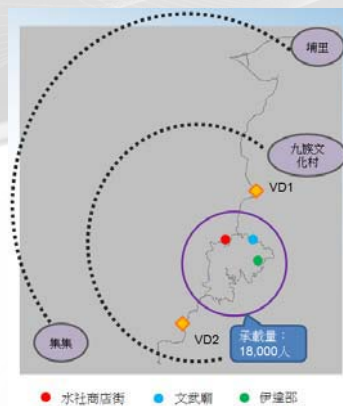 埔里
九族文
化村
VD1
VD2
承載量：
18,000人
集集
水社商店街
文武廟
伊達邵